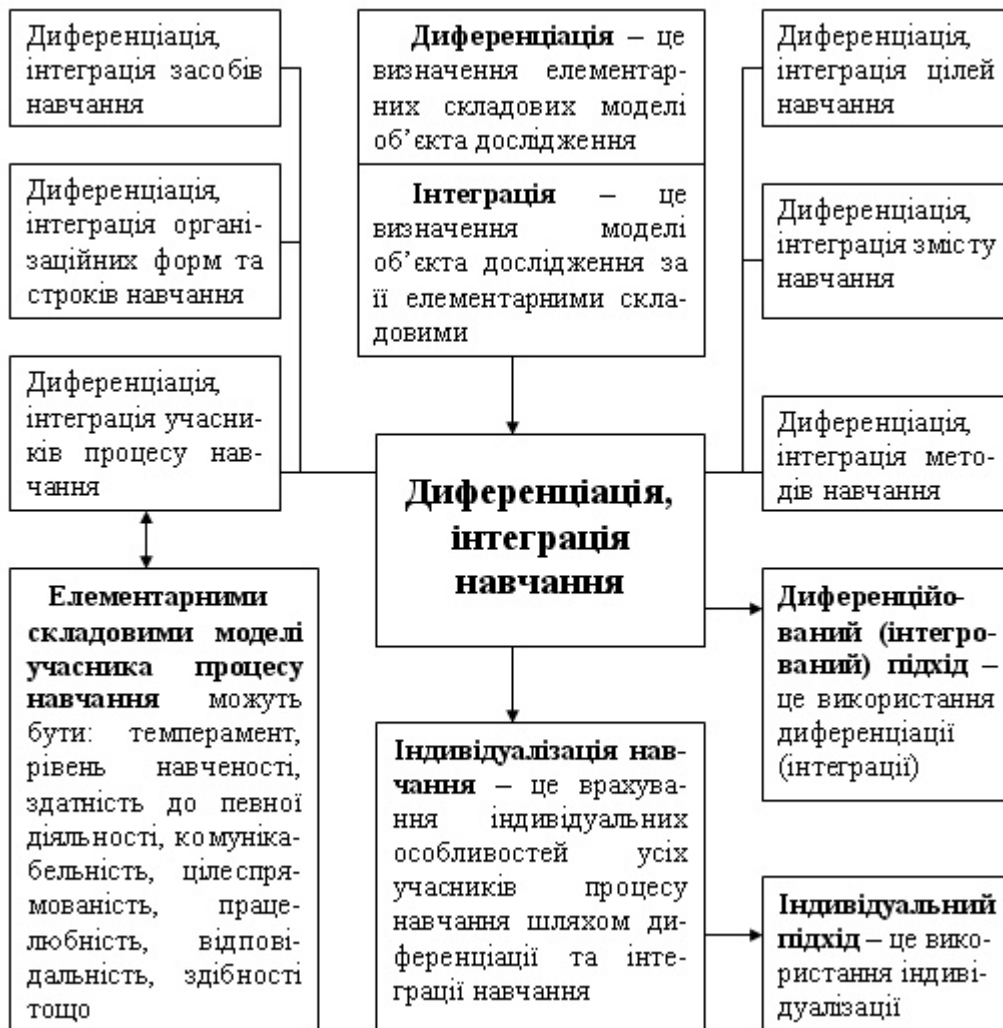 Диференціація,
інтеграція засобів
навчання
Диференціація – це
визначення елементар-
них складових моделі
об’єкта дослідження
Диференціація,
інтеграція цілей
навчання
Диференціація,
інтеграція органі-
заційних форм та
строків навчання
Інтеграція – це
визначення моделі
об’єкта дослідження за
її елементарними скла-
довими
Диференціація,
інтеграція змісту
навчання
Диференціація,
інтеграція учасни-
ків процесу нав-
чання
Диференціація,
інтеграція
навчання
Диференціація,
інтеграція мето-
дів навчання
Елементарними
складовими моделі
учасника процесу
навчання можуть
бути: темперамент,
рівень навченості,
здатність до певної
діяльності, комуніка-
бельність, цілеспря-
мованість, праце-
любність, відпові-
дальність, здібності
тощо
Індивідуалізація нав-
чання – це врахува-
ння індивідуальних
особливостей усіх
учасників процесу
навчання шляхом ди-
ференціації та інте-
грації навчання
Диференційо-
ваний (інтегро-
ваний) підхід –
це використання
диференціації
(інтеграції)
Індивідуальний
підхід – це вико-
ристання індиві-
дуалізації